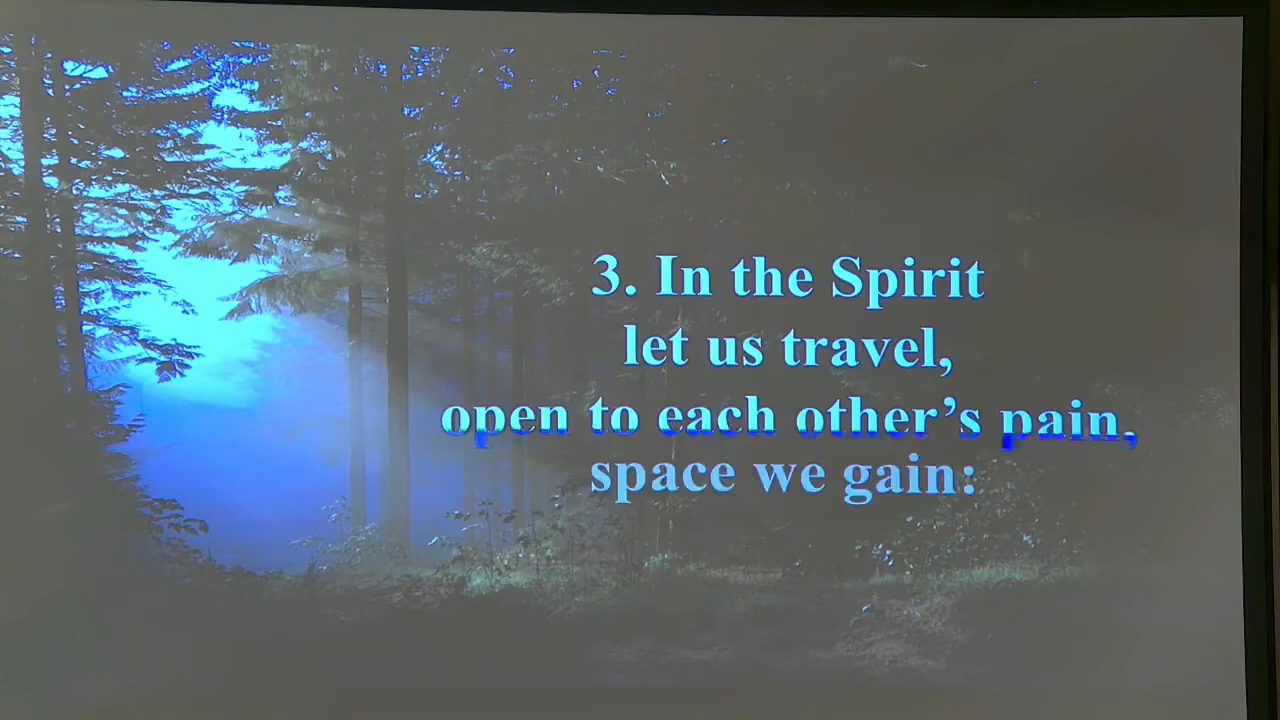 3. In the Spirit
let us travel,
open to each other’s pain,
space we gain: